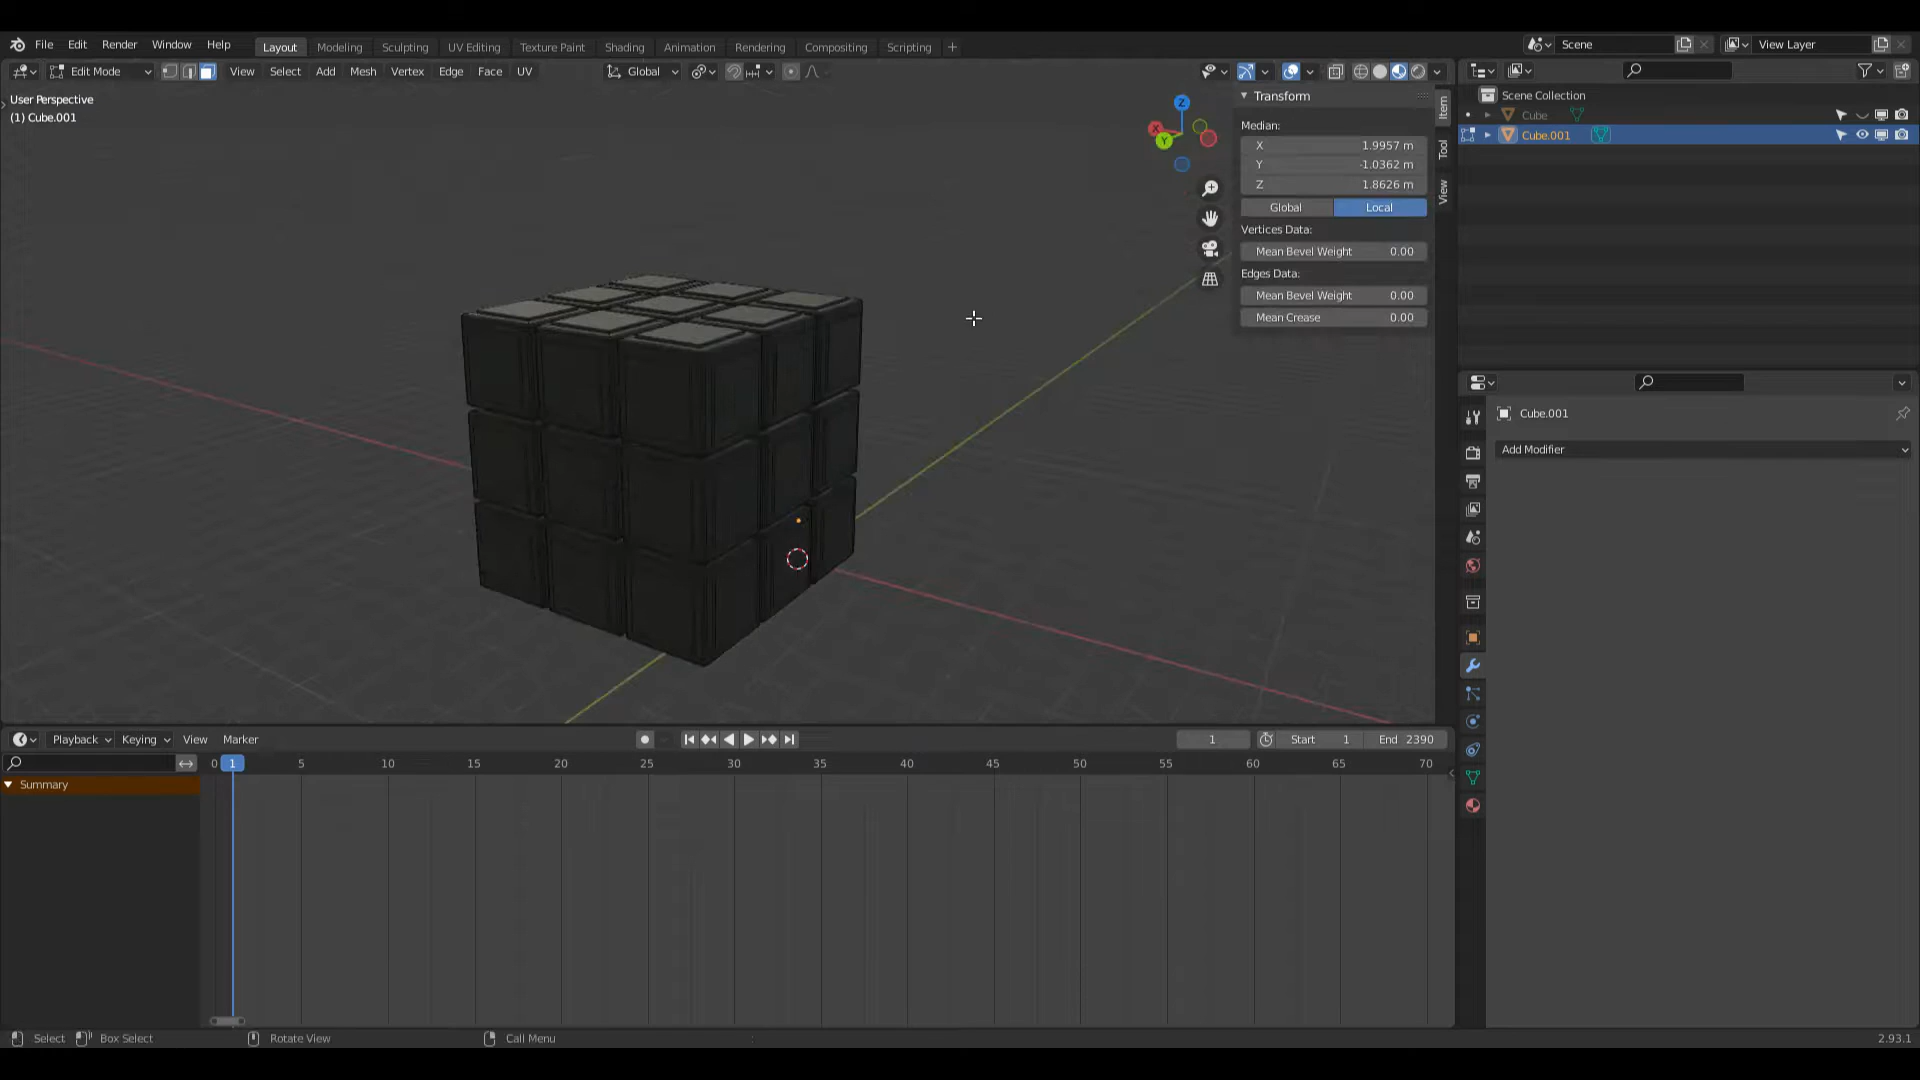 File Edit Render Window Help Layout Modeling Sculpting UV Editing Texture Paint Shading Animation Rendering Compositing Scripting + Scene View Layer
Edit Mode View Select Add Mesh Vertex Edge Face UV Global
User Perspective
(1) Cube.001
Z
X
Y
Transform
Median:
X 1.9957 m
Y -1.0362 m
Z 1.8626 m
Global Local
Vertices Data:
Mean Bevel Weight 0.00
Edges Data:
Mean Bevel Weight 0.00
Mean Crease 0.00
Item
Tool
View
Scene Collection
Cube
Cube.001
Cube.001
Add Modifier
Playback Keying View Marker 1 Start 1 End 2390
0 1 5 10 15 20 25 30 35 40 45 50 55 60 65 70
Summary
Select Box Select Rotate View Call Menu 2.93.1